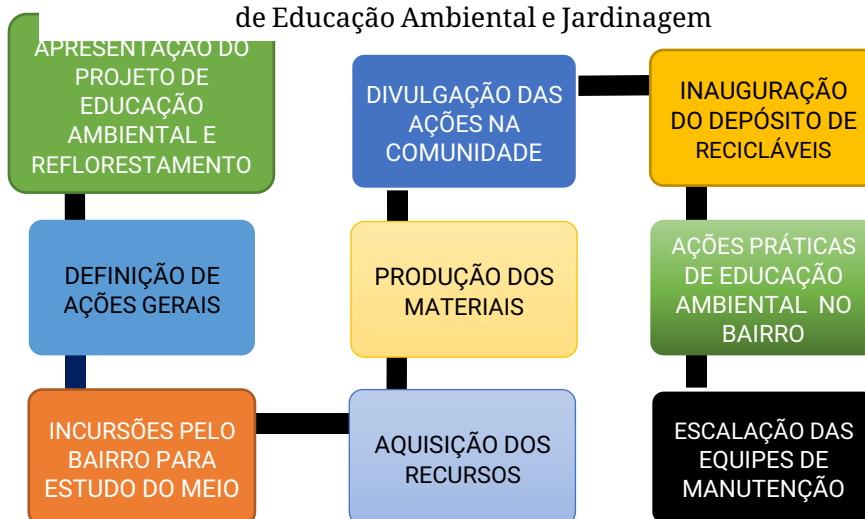 de Educação Ambiental e Jardinagem
APRESENTAÇÃO DO
PROJETO DE
EDUCAÇÃO
AMBIENTAL E
REFLORESTAMENTO
DEFINIÇÃO DE
AÇÕES GERAIS
INCURSÕES PELO
BAIRRO PARA
ESTUDO DO MEIO
AQUISIÇÃO DOS
RECURSOS
PRODUÇÃO DOS
MATERIAIS
DIVULGAÇÃO DAS
AÇÕES NA
COMUNIDADE
INAUGURAÇÃO
DO DEPÓSITO DE
RECICLÁVEIS
AÇÕES PRÁTICAS
DE EDUCAÇÃO
AMBIENTAL NO
BAIRRO
ESCALAÇÃO DAS
EQUIPES DE
MANUTENÇÃO